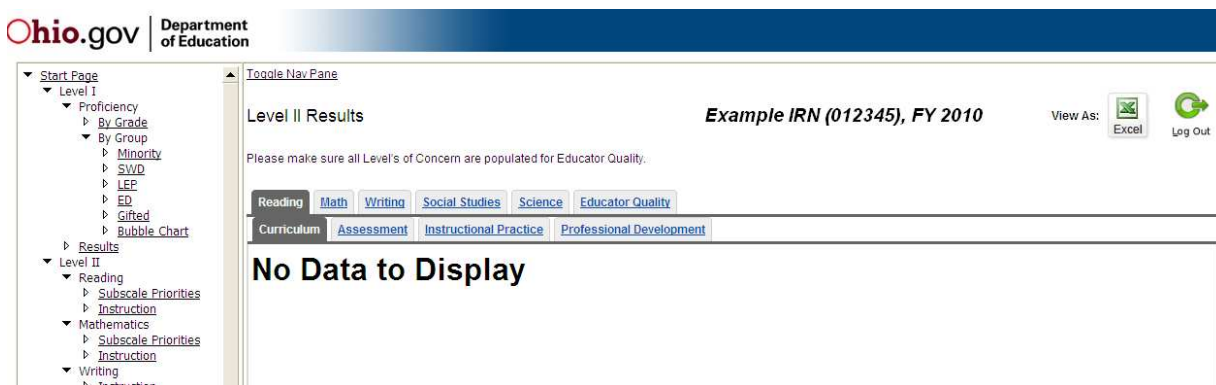 Ohio.gov Department
of Education
Start Page
Level I
Proficiency
By Grade
By Group
Minority
SWD
LEP
ED
Gifted
Bubble Chart
Results
Level II
Reading
Subscale Priorities
Instruction
Mathematics
Subscale Priorities
Instruction
Writing
Instruction
Toggle Nav Pane
Level II Results
Example IRN (012345), FY 2010
View As:
Excel
Log Out
Please make sure all Level's of Concern are populated for Educator Quality.
Reading Math Writing Social Studies Science Educator Quality
Curriculum Assessment Instructional Practice Professional Development
No Data to Display